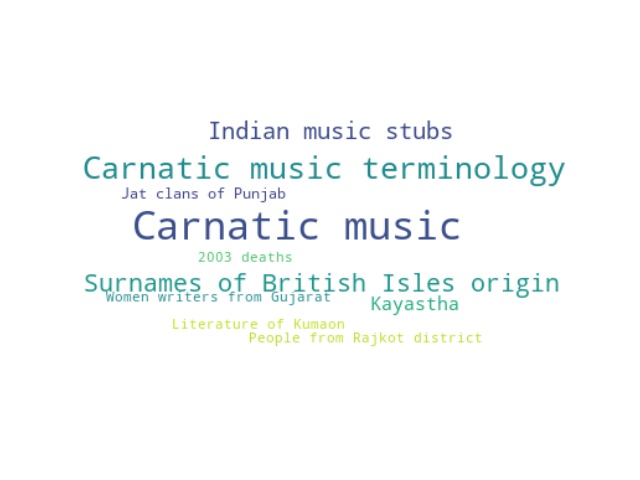 Indian music stubs
Carnatic music terminology
Jat clans of Punjab
Carnatic music
2003 deaths
Surnames of British Isles origin
Women writers from Gujarat
Kayastha
Literature of Kumaon
People from Rajkot district